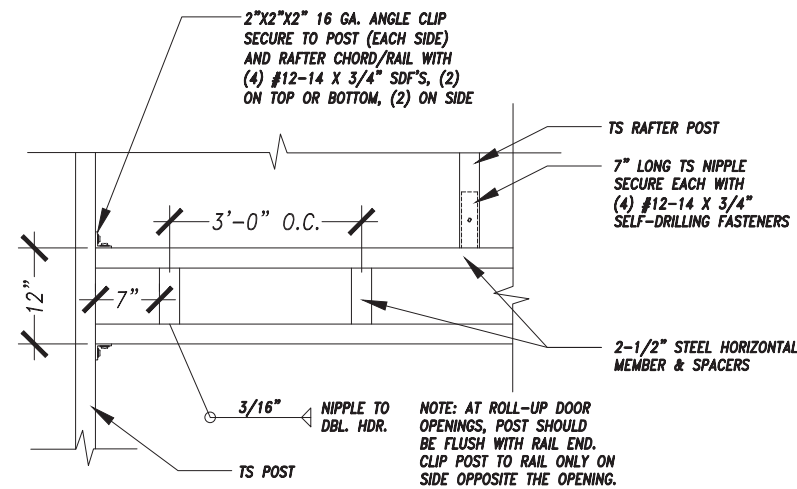 2"X2"X2" 16 GA. ANGLE CLIP
SECURE TO POST (EACH SIDE)
AND RAFTER CHORD/RAIL WITH
(4) #12-14 X 3/4" SDF'S, (2)
ON TOP OR BOTTOM, (2) ON SIDE
TS RAFTER POST
7" LONG TS NIPPLE
SECURE EACH WITH
(4) #12-14 X 3/4"
SELF-DRILLING FASTENERS
3'-0" O.C.
12"
7"
2-1/2" STEEL HORIZONTAL
MEMBER & SPACERS
3/16"
NIPPLE TO
DBL. HDR.
NOTE: AT ROLL-UP DOOR
OPENINGS, POST SHOULD
BE FLUSH WITH RAIL END.
CLIP POST TO RAIL ONLY ON
SIDE OPPOSITE THE OPENING.
TS POST